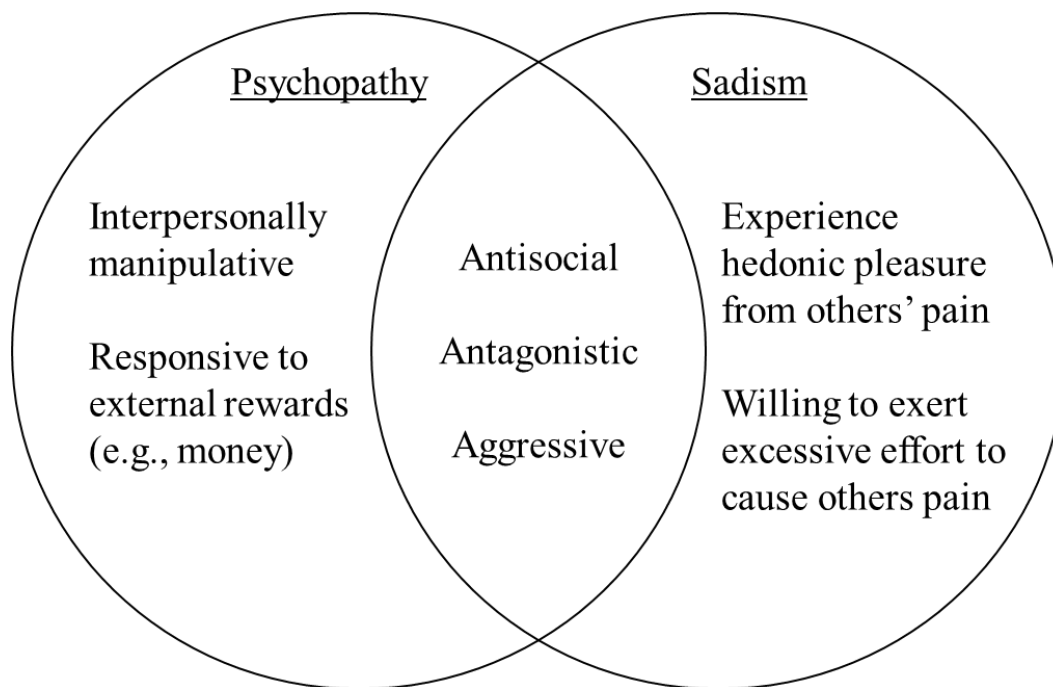 Psychopathy
Interpersonally
manipulative
Responsive to
external rewards
(e.g., money)
Antisocial
Antagonistic
Aggressive
Sadism
Experience
hedonic pleasure
from others’ pain
Willing to exert
excessive effort to
cause others pain